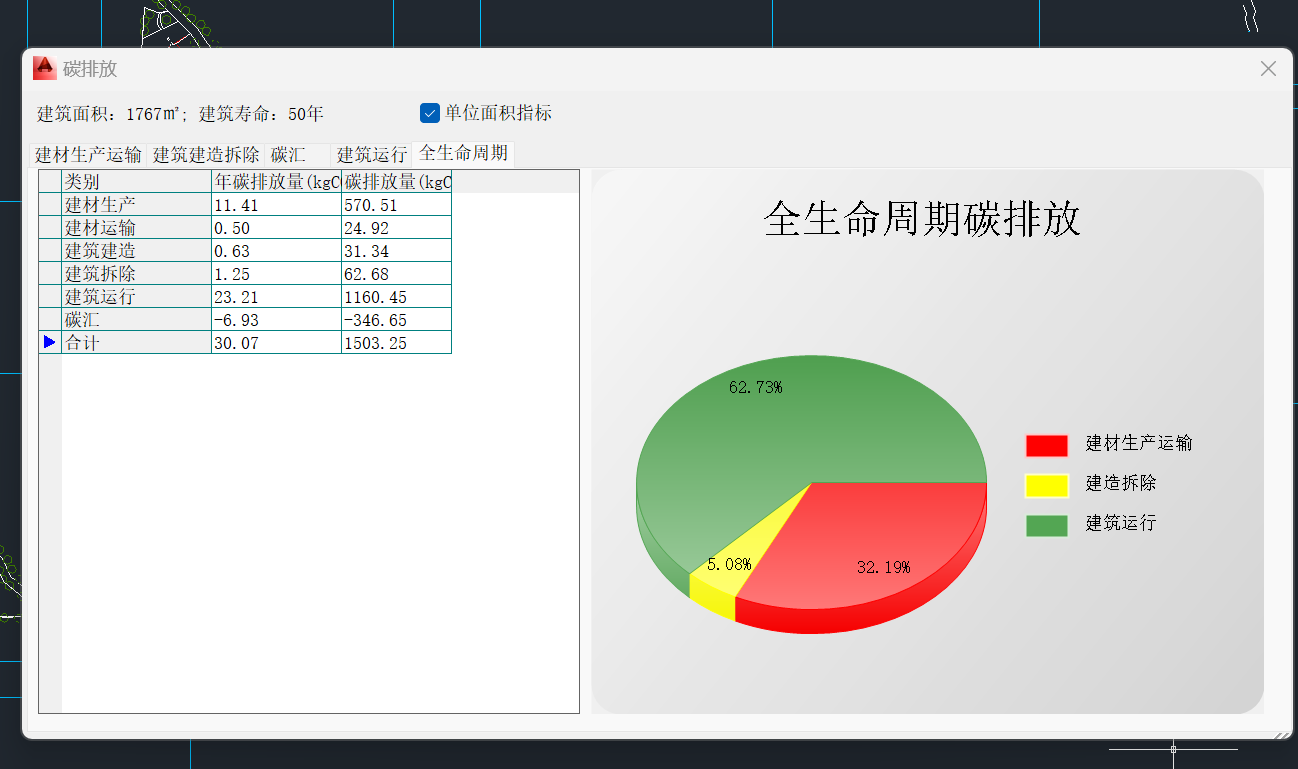 碳排放
建筑面积: 1767㎡; 建筑寿命: 50年 单位面积指标
建材生产运输 建筑建造拆除 碳汇 建筑运行 全生命周期
类别 年碳排放量(kgC 碳排放量(kgC
建材生产 11.41 570.51
建材运输 0.50 24.92
建筑建造 0.63 31.34
建筑拆除 1.25 62.68
建筑运行 23.21 1160.45
碳汇 -6.93 -346.65
合计 30.07 1503.25
全生命周期碳排放
62.73%
5.08%
32.19%
建材生产运输
建造拆除
建筑运行